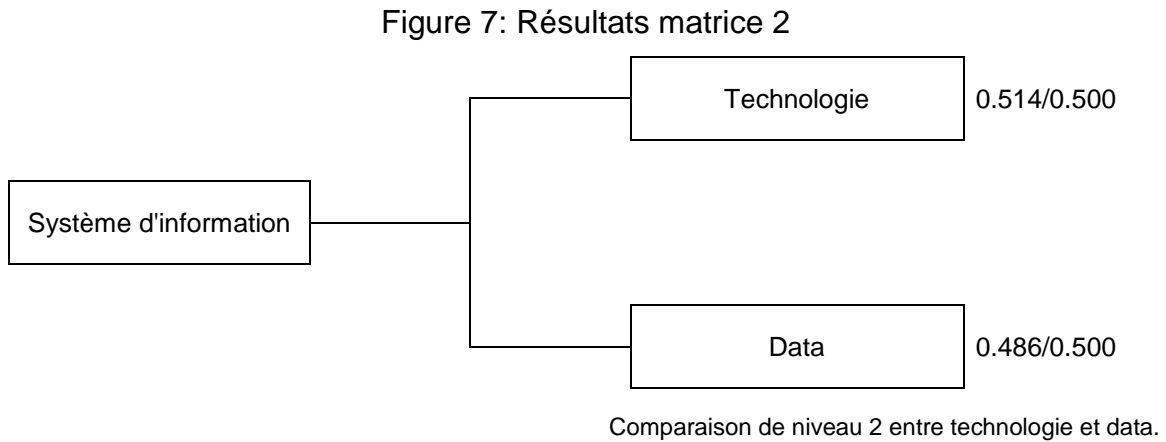 Figure 7: Résultats matrice 2
Technologie
0.514/0.500
Système d'information
Data
0.486/0.500
Comparaison de niveau 2 entre technologie et data.